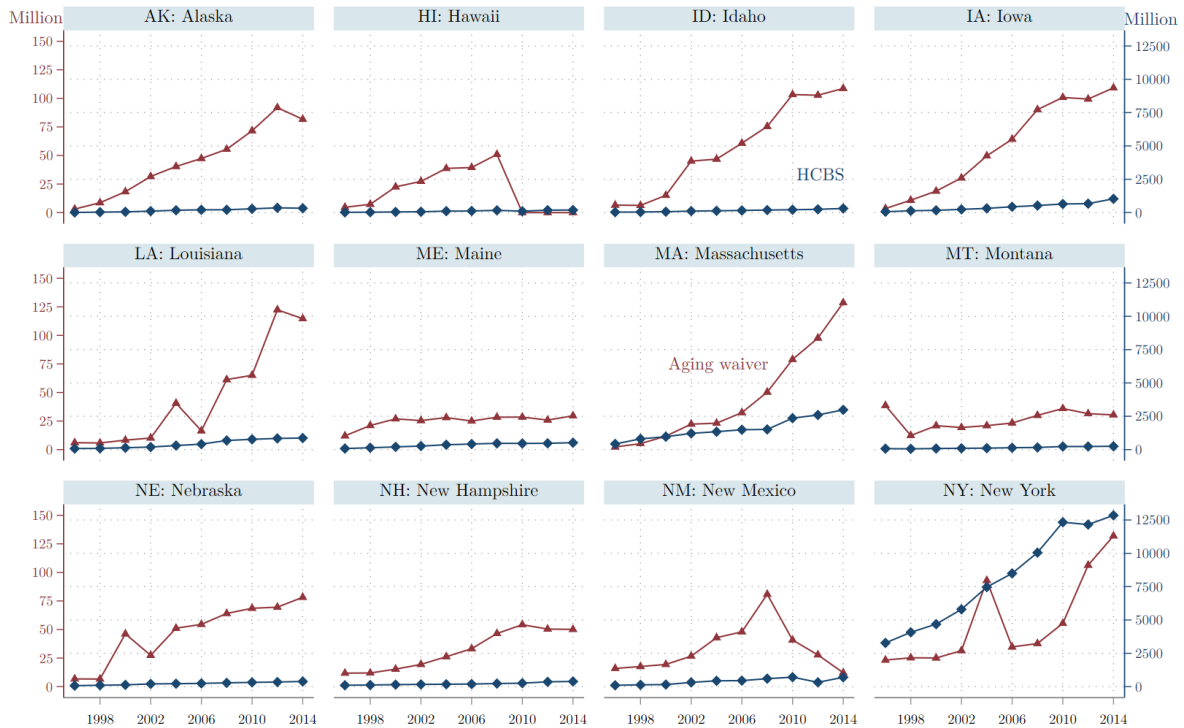 Million
AK: Alaska
HI: Hawaii
ID: Idaho
IA: Iowa
Million
150
125
100
75
50
25
0
12500
10000
7500
5000
2500
0
HCBS
LA: Louisiana
ME: Maine
MA: Massachusetts
MT: Montana
150
125
100
75
50
25
0
12500
10000
7500
5000
2500
0
Aging waiver
NE: Nebraska
NH: New Hampshire
NM: New Mexico
NY: New York
150
125
100
75
50
25
0
12500
10000
7500
5000
2500
0
1998 2002 2006 2010 2014 1998 2002 2006 2010 2014 1998 2002 2006 2010 2014 1998 2002 2006 2010 2014